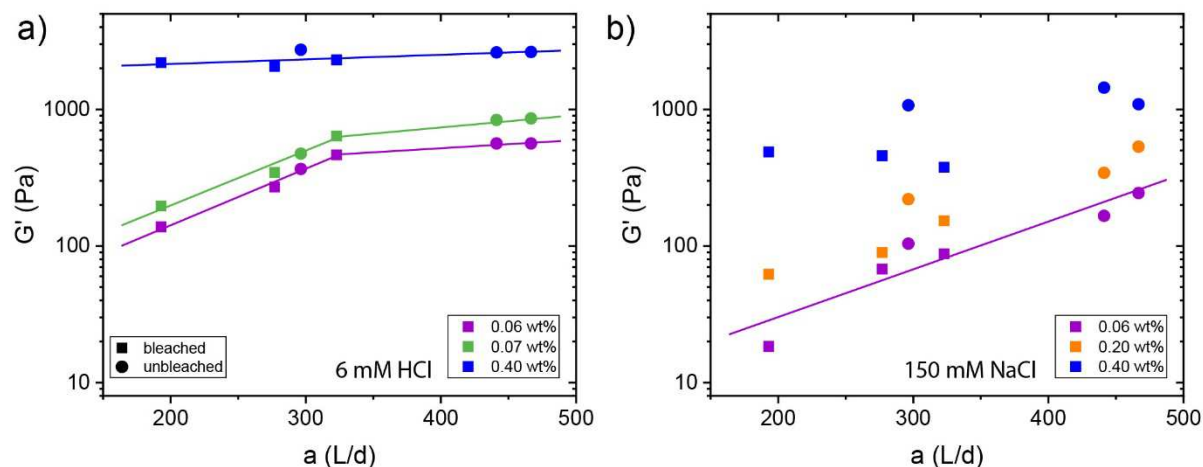 a)
G' (Pa)
1000
100
10
bleached
unbleached
6 mM HCl
0.06 wt%
0.07 wt%
0.40 wt%
200
300
400
500
a (L/d)
b)
G' (Pa)
1000
100
10
150 mM NaCl
0.06 wt%
0.20 wt%
0.40 wt%
200
300
400
500
a (L/d)